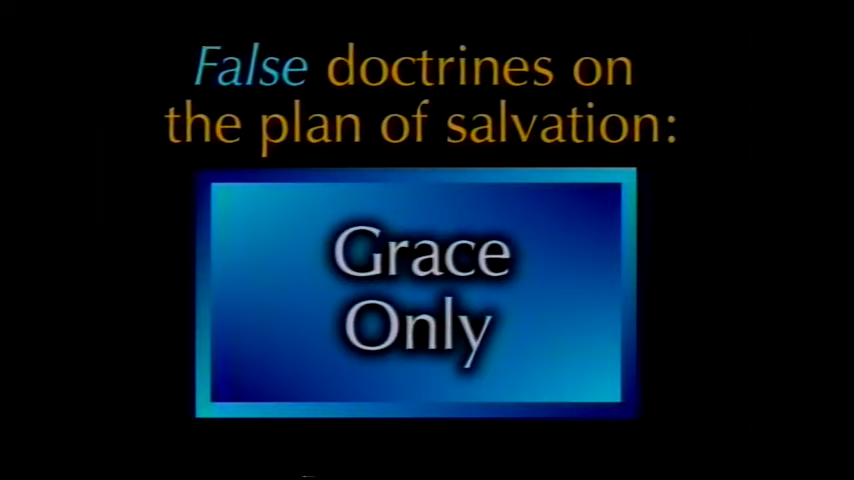 False doctrines on
the plan of salvation:
Grace
Only